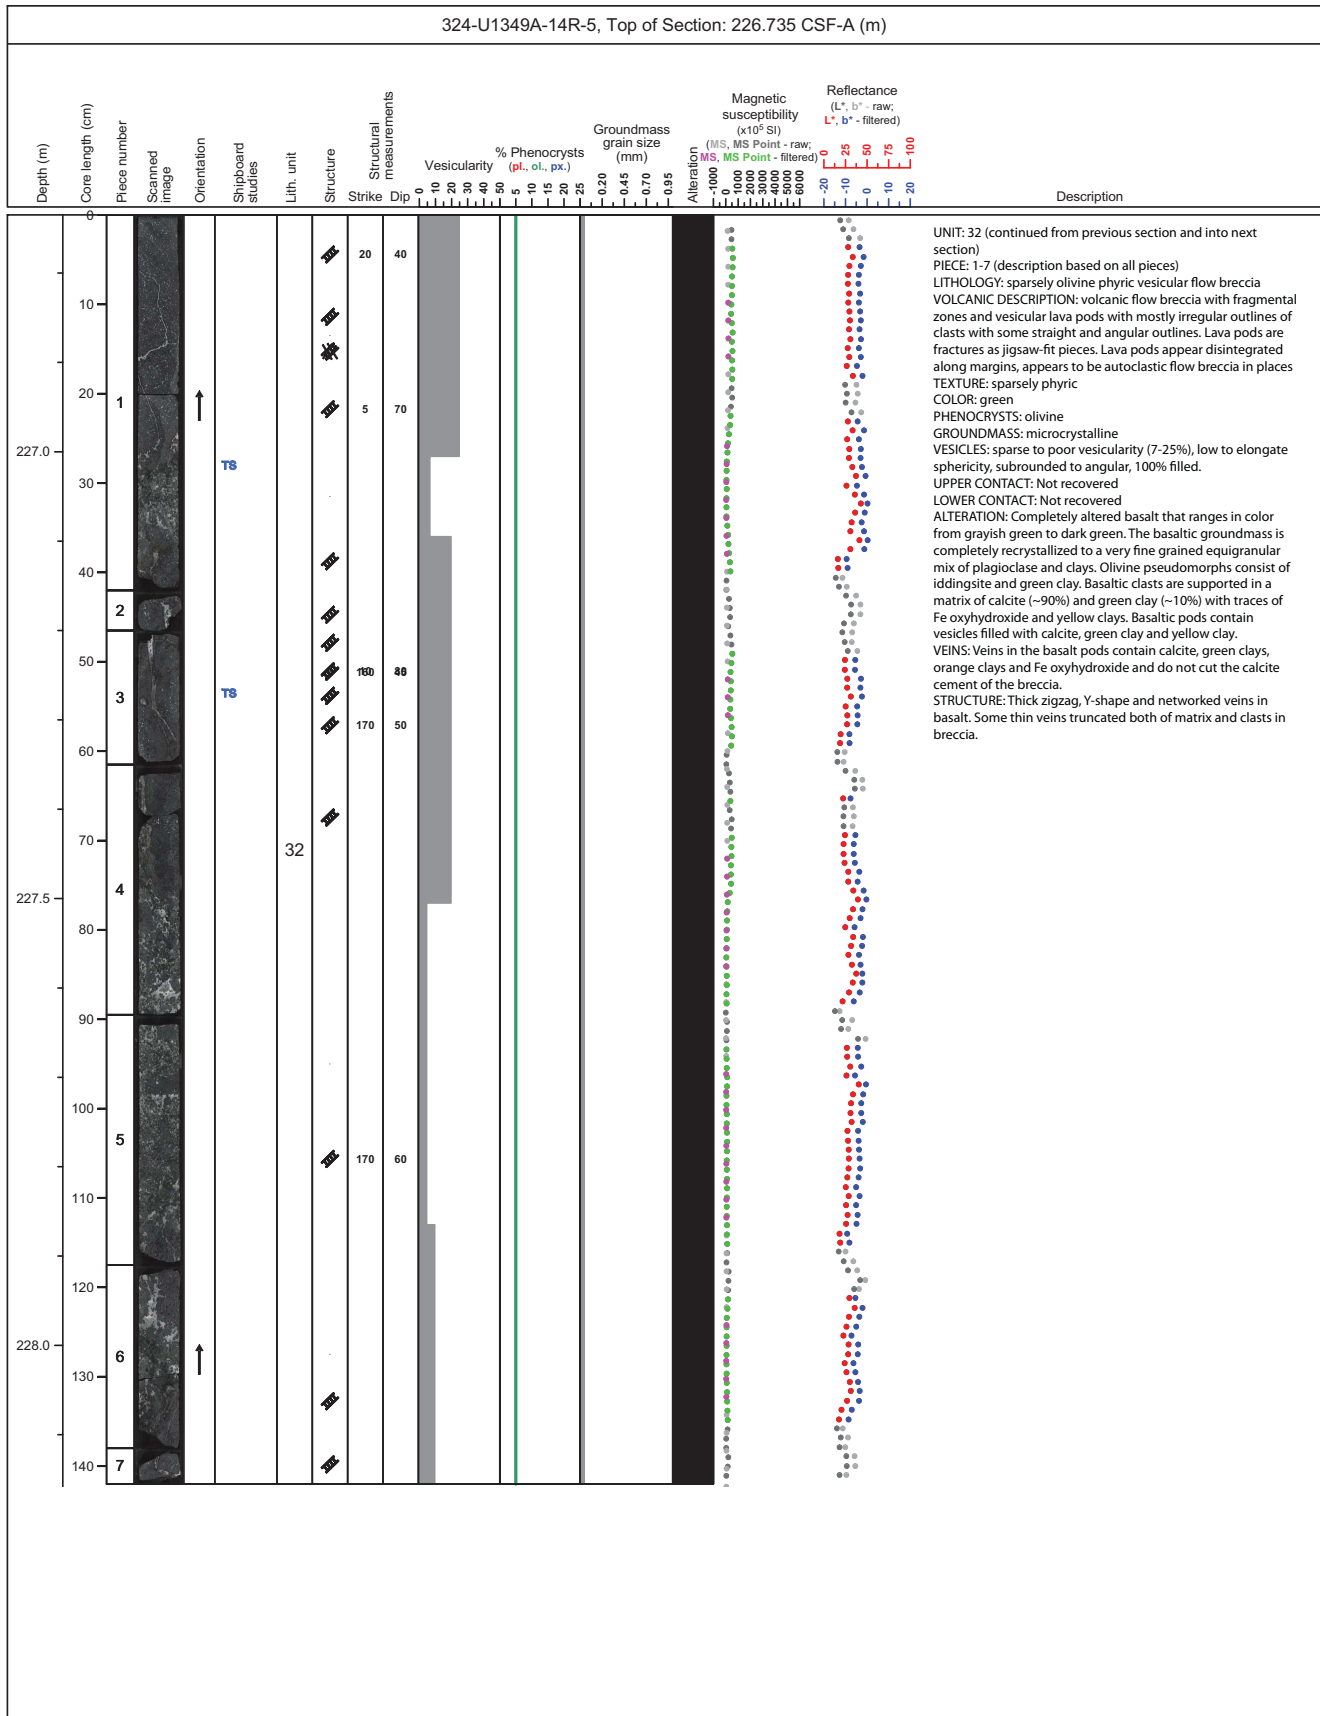 324-U1349A-14R-5, Top of Section: 226.735 CSF-A (m)
Depth (m)
Core length (cm)
Piece number
Scanned image
Orientation
Shipboard studies
Lith. unit
Structure
Structural measurements
Strike Dip
Vesicularity
0 10 20 30 40 50
% Phenocrysts
(pl., ol., px.)
5 10 15 20 25
Groundmass
grain size
(mm)
0.20 0.45 0.70 0.95
Alteration
Magnetic
susceptibility
(x10⁵ SI)
(MS, MS Point - raw;
MS, MS Point - filtered)
-1000 0 1000 2000 3000 4000 5000 6000
Reflectance
(L*, b* - raw;
L*, b* - filtered)
0 25 50 75 100
-20 -10 0 10 20
Description
0
20 40
10
20
1
5 70
227.0
TS
30
40
2
50
3
TS
170 50
60
70
32
4
227.5
80
90
100
5
170 60
110
120
228.0
6
130
7
140
UNIT: 32 (continued from previous section and into next
section)
PIECE: 1-7 (description based on all pieces)
LITHOLOGY: sparsely olivine phyric vesicular flow breccia
VOLCANIC DESCRIPTION: volcanic flow breccia with fragmental
zones and vesicular lava pods with mostly irregular outlines of
clasts with some straight and angular outlines. Lava pods are
fractures as jigsaw-fit pieces. Lava pods appear disintegrated
along margins, appears to be autoclastic flow breccia in places
TEXTURE: sparsely phyric
COLOR: green
PHENOCRYSTS: olivine
GROUNDMASS: microcrystalline
VESICLES: sparse to poor vesicularity (7-25%), low to elongate
sphericity, subrounded to angular, 100% filled.
UPPER CONTACT: Not recovered
LOWER CONTACT: Not recovered
ALTERATION: Completely altered basalt that ranges in color
from grayish green to dark green. The basaltic groundmass is
completely recrystallized to a very fine grained equigranular
mix of plagioclase and clays. Olivine pseudomorphs consist of
iddingsite and green clay. Basaltic clasts are supported in a
matrix of calcite (~90%) and green clay (~10%) with traces of
Fe oxyhydroxide and yellow clays. Basaltic pods contain
vesicles filled with calcite, green clay and yellow clay.
VEINS: Veins in the basalt pods contain calcite, green clays,
orange clays and Fe oxyhydroxide and do not cut the calcite
cement of the breccia.
STRUCTURE: Thick zigzag, Y-shape and networked veins in
basalt. Some thin veins truncated both of matrix and clasts in
breccia.